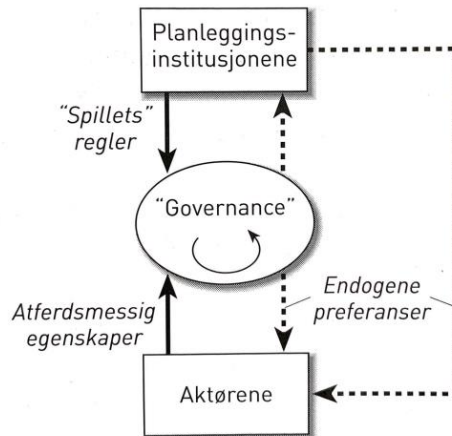 Planleggings-
institusjonene
“Spillets”
regler
“Governance”
Endogene
preferanser
Atferdsmessig
egenskaper
Aktørene